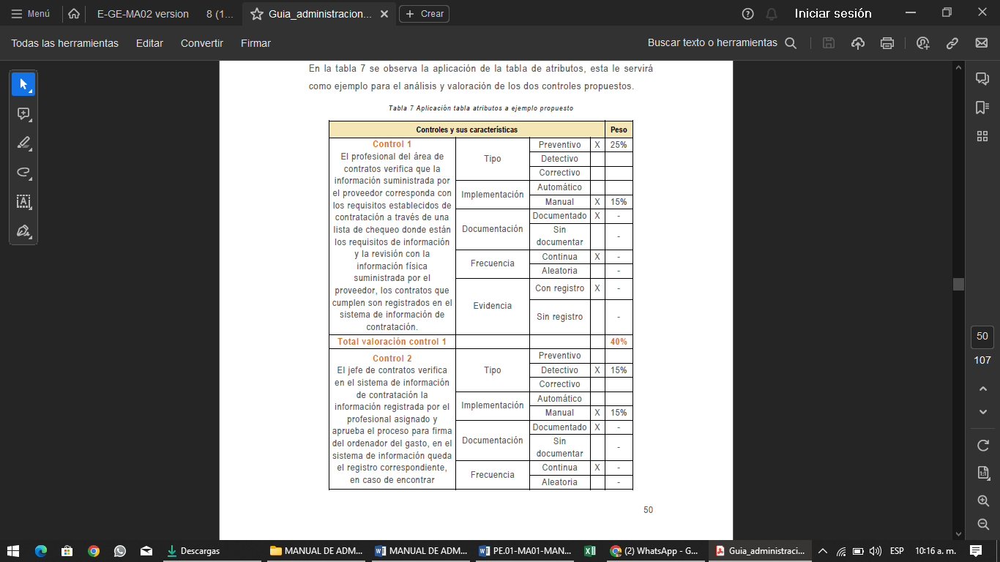 Menú
E-GE-MA02 version 8 (1...
Guia_administracion...
Crear
Iniciar sesión
Todas las herramientas
Editar
Convertir
Firmar
Buscar texto o herramientas
En la tabla 7 se observa la aplicación de la tabla de atributos, esta le servirá
como ejemplo para el análisis y valoración de los dos controles propuestos.
Tabla 7 Aplicación tabla atributos a ejemplo propuesto
Controles y sus características Peso
Control 1
El profesional del área de
contratos verifica que la
información suministrada por
el proveedor corresponda con
los requisitos establecidos de
contratación a través de una
lista de chequeo donde están
los requisitos de información
y la revisión con la
información física
suministrada por el
proveedor, los contratos que
cumplen son registrados en el
sistema de información de
contratación.
Tipo
Preventivo X 25%
Detectivo
Correctivo
Implementación
Automático
Manual X 15%
Documentación
Documentado X -
Sin
documentar -
Frecuencia
Continua X -
Aleatoria -
Evidencia
Con registro X -
Sin registro -
Total valoración control 1 40%
Control 2
El jefe de contratos verifica
en el sistema de información
de contratación la
información registrada por el
profesional asignado y
aprueba el proceso para firma
del ordenador del gasto, en el
sistema de información queda
el registro correspondiente,
en caso de encontrar
Tipo
Preventivo
Detectivo X 15%
Correctivo
Implementación
Automático
Manual X 15%
Documentación
Documentado X -
Sin
documentar -
Frecuencia
Continua X -
Aleatoria -
50
50
107
1:1
Descargas
MANUAL DE ADM...
MANUAL DE ADM...
PE.01-MA01-MAN...
(2) WhatsApp - G...
Guia_administraci...
ESP
10:16 a. m.